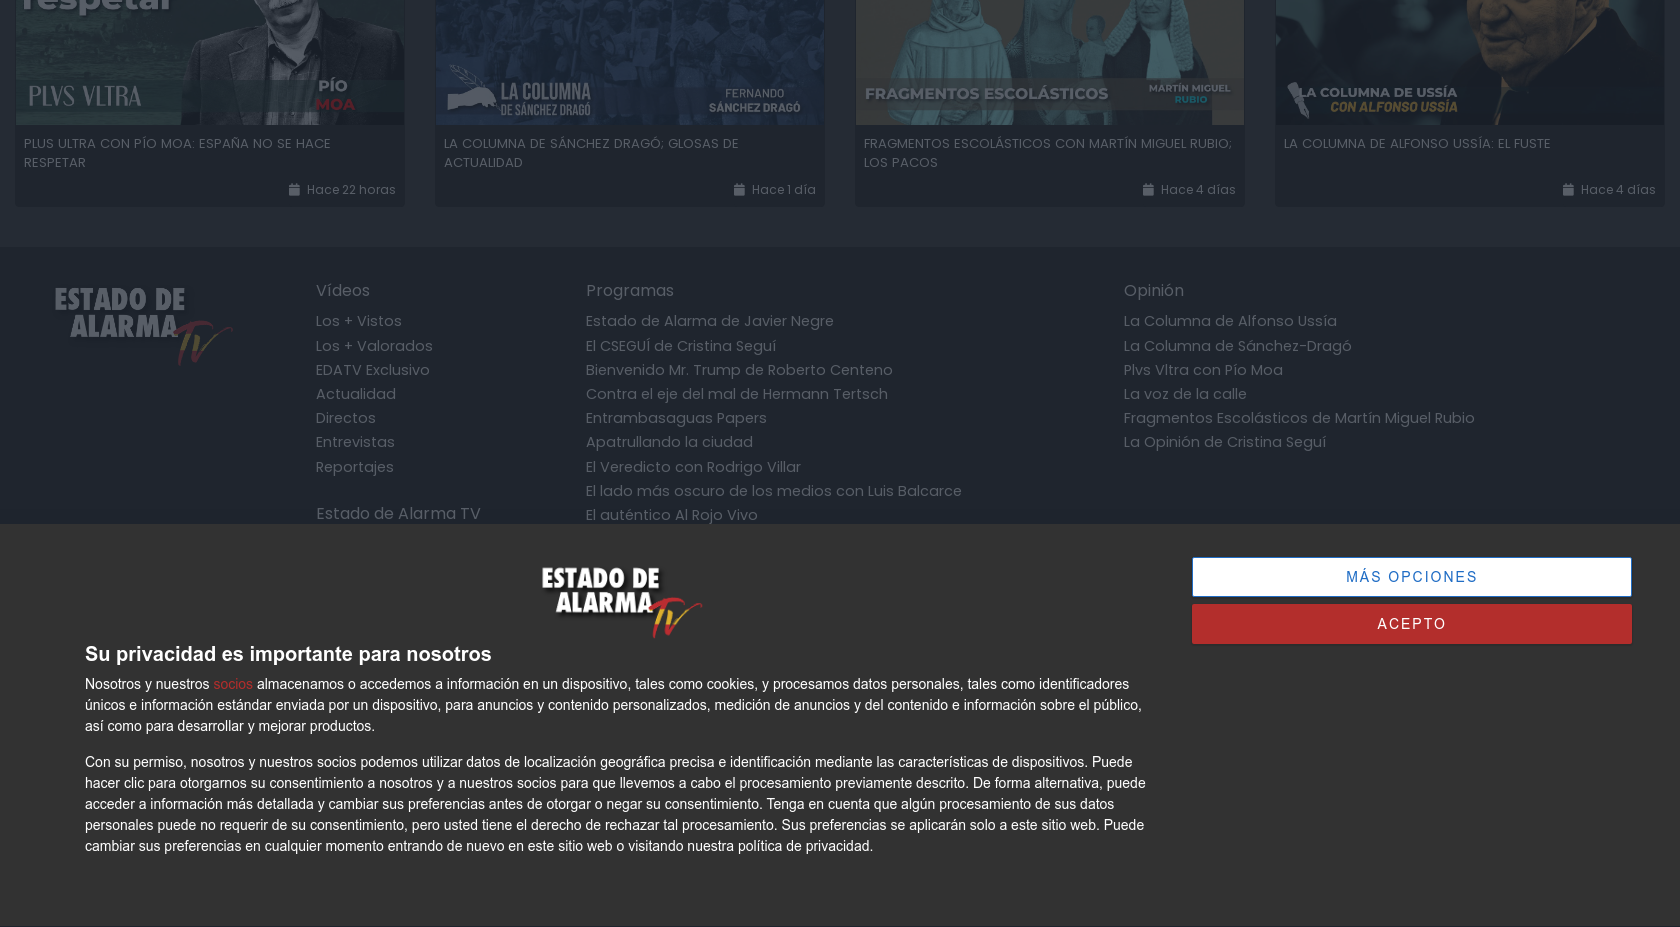 respetar
PLVS VLTRA
PÍO
MOA
LA COLUMNA
DE SÁNCHEZ DRAGÓ
FERNANDO
SÁNCHEZ DRAGÓ
FRAGMENTOS ESCOLÁSTICOS
MARTÍN MIGUEL
RUBIO
LA COLUMNA DE USSÍA
CON ALFONSO USSÍA
PLUS ULTRA CON PÍO MOA: ESPAÑA NO SE HACE
RESPETAR
Hace 22 horas
LA COLUMNA DE SÁNCHEZ DRAGÓ; GLOSAS DE
ACTUALIDAD
Hace 1 día
FRAGMENTOS ESCOLÁSTICOS CON MARTÍN MIGUEL RUBIO;
LOS PACOS
Hace 4 días
LA COLUMNA DE ALFONSO USSÍA: EL FUSTE
Hace 4 días
ESTADO DE
ALARMA
TV
Vídeos
Los + Vistos
Los + Valorados
EDATV Exclusivo
Actualidad
Directos
Entrevistas
Reportajes
Estado de Alarma TV
Programas
Estado de Alarma de Javier Negre
El CSEGUÍ de Cristina Seguí
Bienvenido Mr. Trump de Roberto Centeno
Contra el eje del mal de Hermann Tertsch
Entrambasaguas Papers
Apatrullando la ciudad
El Veredicto con Rodrigo Villar
El lado más oscuro de los medios con Luis Balcarce
El auténtico Al Rojo Vivo
Opinión
La Columna de Alfonso Ussía
La Columna de Sánchez-Dragó
Plvs Vltra con Pío Moa
La voz de la calle
Fragmentos Escolásticos de Martín Miguel Rubio
La Opinión de Cristina Seguí
ESTADO DE
ALARMA
TV
Su privacidad es importante para nosotros
Nosotros y nuestros socios almacenamos o accedemos a información en un dispositivo, tales como cookies, y procesamos datos personales, tales como identificadores
únicos e información estándar enviada por un dispositivo, para anuncios y contenido personalizados, medición de anuncios y del contenido e información sobre el público,
así como para desarrollar y mejorar productos.
Con su permiso, nosotros y nuestros socios podemos utilizar datos de localización geográfica precisa e identificación mediante las características de dispositivos. Puede
hacer clic para otorgarnos su consentimiento a nosotros y a nuestros socios para que llevemos a cabo el procesamiento previamente descrito. De forma alternativa, puede
acceder a información más detallada y cambiar sus preferencias antes de otorgar o negar su consentimiento. Tenga en cuenta que algún procesamiento de sus datos
personales puede no requerir de su consentimiento, pero usted tiene el derecho de rechazar tal procesamiento. Sus preferencias se aplicarán solo a este sitio web. Puede
cambiar sus preferencias en cualquier momento entrando de nuevo en este sitio web o visitando nuestra política de privacidad.
MÁS OPCIONES
ACEPTO